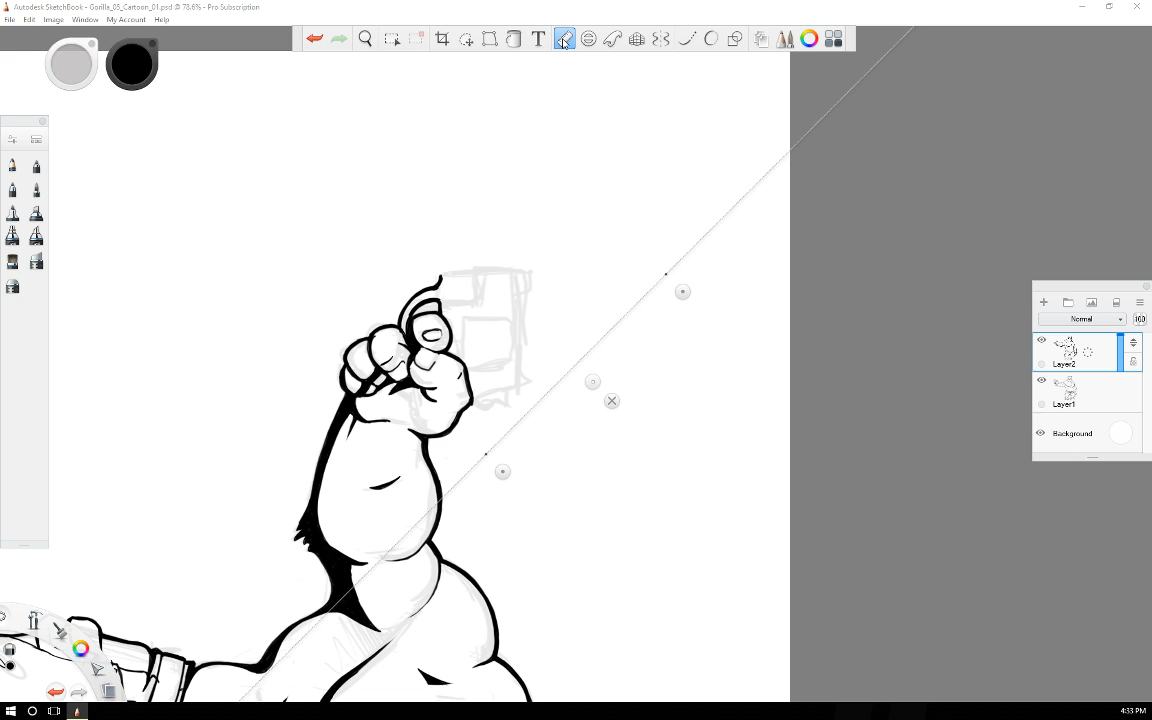 Autodesk SketchBook - Gorilla_05_Cartoon_01.psd @ 78.6% - Pro Subscription
File Edit Image Window My Account Help
T
Normal
100
Layer2
Layer1
Background
4:33 PM